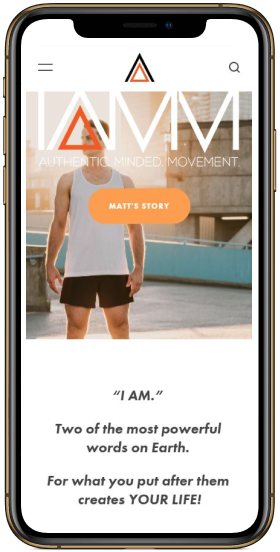 IAMM
AUTHENTIC MINDED MOVEMENT.
MATT'S STORY
“I AM.”
Two of the most powerful
words on Earth.
For what you put after them
creates YOUR LIFE!